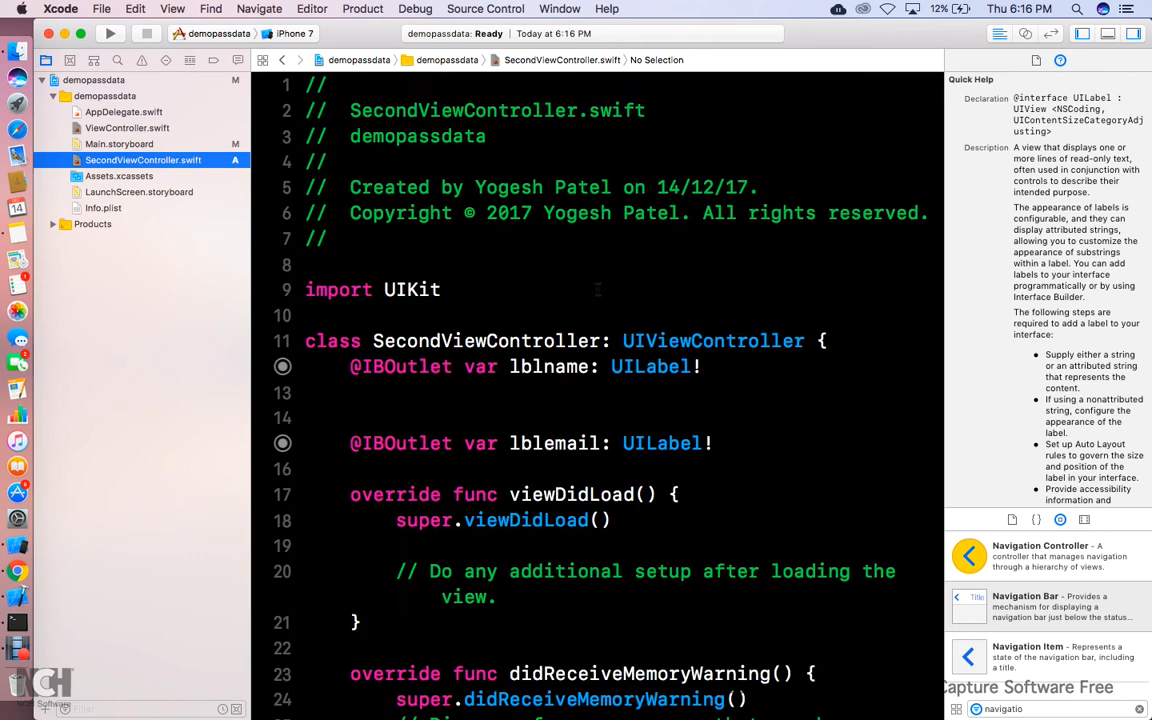 Xcode File Edit View Find Navigate Editor Product Debug Source Control Window Help 12% Thu 6:16 PM
demopassdata iPhone 7 demopassdata: Ready Today at 6:16 PM
demopassdata demopassdata SecondViewController.swift No Selection
demopassdata M
demopassdata
AppDelegate.swift
ViewController.swift
Main.storyboard M
SecondViewController.swift A
Assets.xcassets
LaunchScreen.storyboard
Info.plist
Products
Filter
1 //
2 // SecondViewController.swift
3 // demopassdata
4 //
5 // Created by Yogesh Patel on 14/12/17.
6 // Copyright © 2017 Yogesh Patel. All rights reserved.
7 //
8
9 import UIKit
10
11 class SecondViewController: UIViewController {
@IBOutlet var lblname: UILabel!
13
14
@IBOutlet var lblemail: UILabel!
16
17 override func viewDidLoad() {
18 super.viewDidLoad()
19
20 // Do any additional setup after loading the
view.
21 }
22
23 override func didReceiveMemoryWarning() {
24 super.didReceiveMemoryWarning()
Quick Help
Declaration @interface UILabel :
UIView <NSCoding,
UIContentSizeCategoryAdj
usting>
Description A view that displays one or
more lines of read-only text,
often used in conjunction with
controls to describe their
intended purpose.
The appearance of labels is
configurable, and they can
display attributed strings,
allowing you to customize the
appearance of substrings
within a label. You can add
labels to your interface
programmatically or by using
Interface Builder.
The following steps are
required to add a label to your
interface:
• Supply either a string
or an attributed string
that represents the
content.
• If using a nonattributed
string, configure the
appearance of the
label.
• Set up Auto Layout
rules to govern the size
and position of the
label in your interface.
• Provide accessibility
information and
Navigation Controller - A
controller that manages navigation
through a hierarchy of views.
Title
Navigation Bar - Provides a
mechanism for displaying a
navigation bar just below the status...
Navigation Item - Represents a
state of the navigation bar, including
a title.
navigatio
NCH Software
Capture Software Free